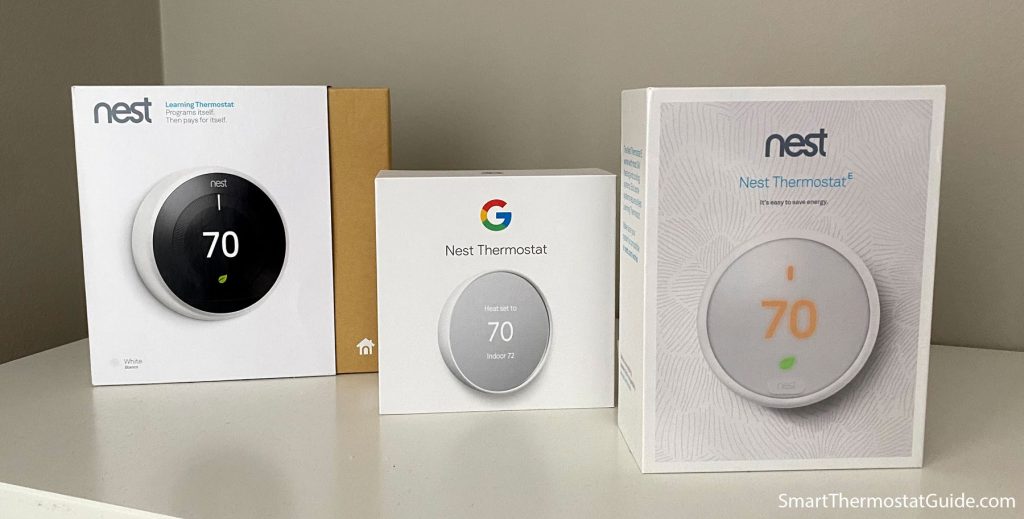 nest
Learning Thermostat
Programs itself.
Then pays for itself.
nest
70
White
Blanco
G
Nest Thermostat
Heat set to
70
Indoor 72
nest
Nest Thermostat E
It's easy to save energy.
70
nest
SmartThermostatGuide.com